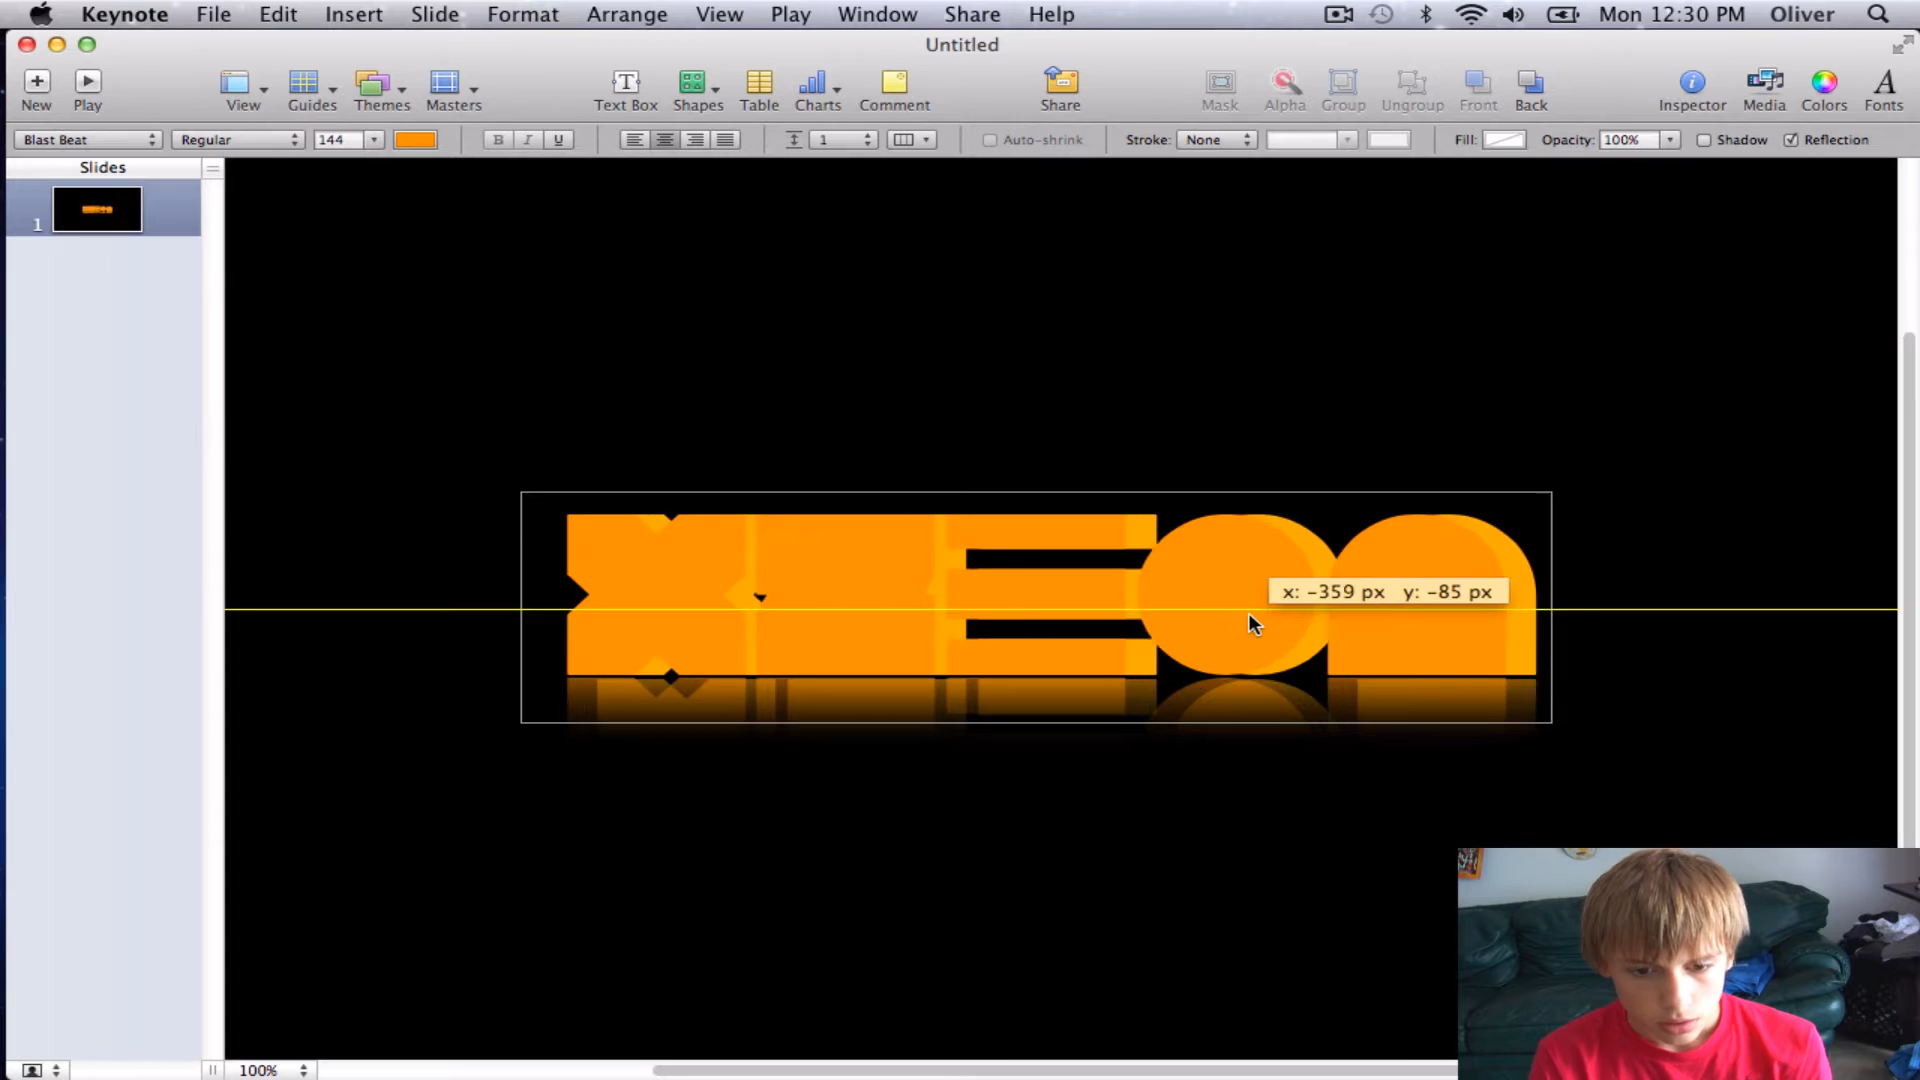 Keynote File Edit Insert Slide Format Arrange View Play Window Share Help Mon 12:30 PM Oliver
Untitled
New Play View Guides Themes Masters Text Box Shapes Table Charts Comment Share Mask Alpha Group Ungroup Front Back Inspector Media Colors Fonts
Blast Beat Regular 144 B I U 1 Auto-shrink Stroke: None Fill: Opacity: 100% Shadow Reflection
Slides
1
x: -359 px y: -85 px
100%